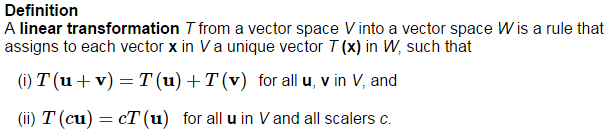 Definition
A linear transformation T from a vector space V into a vector space W is a rule that
assigns to each vector x in V a unique vector T (x) in W, such that
(i) T (u + v) = T (u) + T (v) for all u, v in V, and
(ii) T (cu) = cT (u) for all u in V and all scalers c.